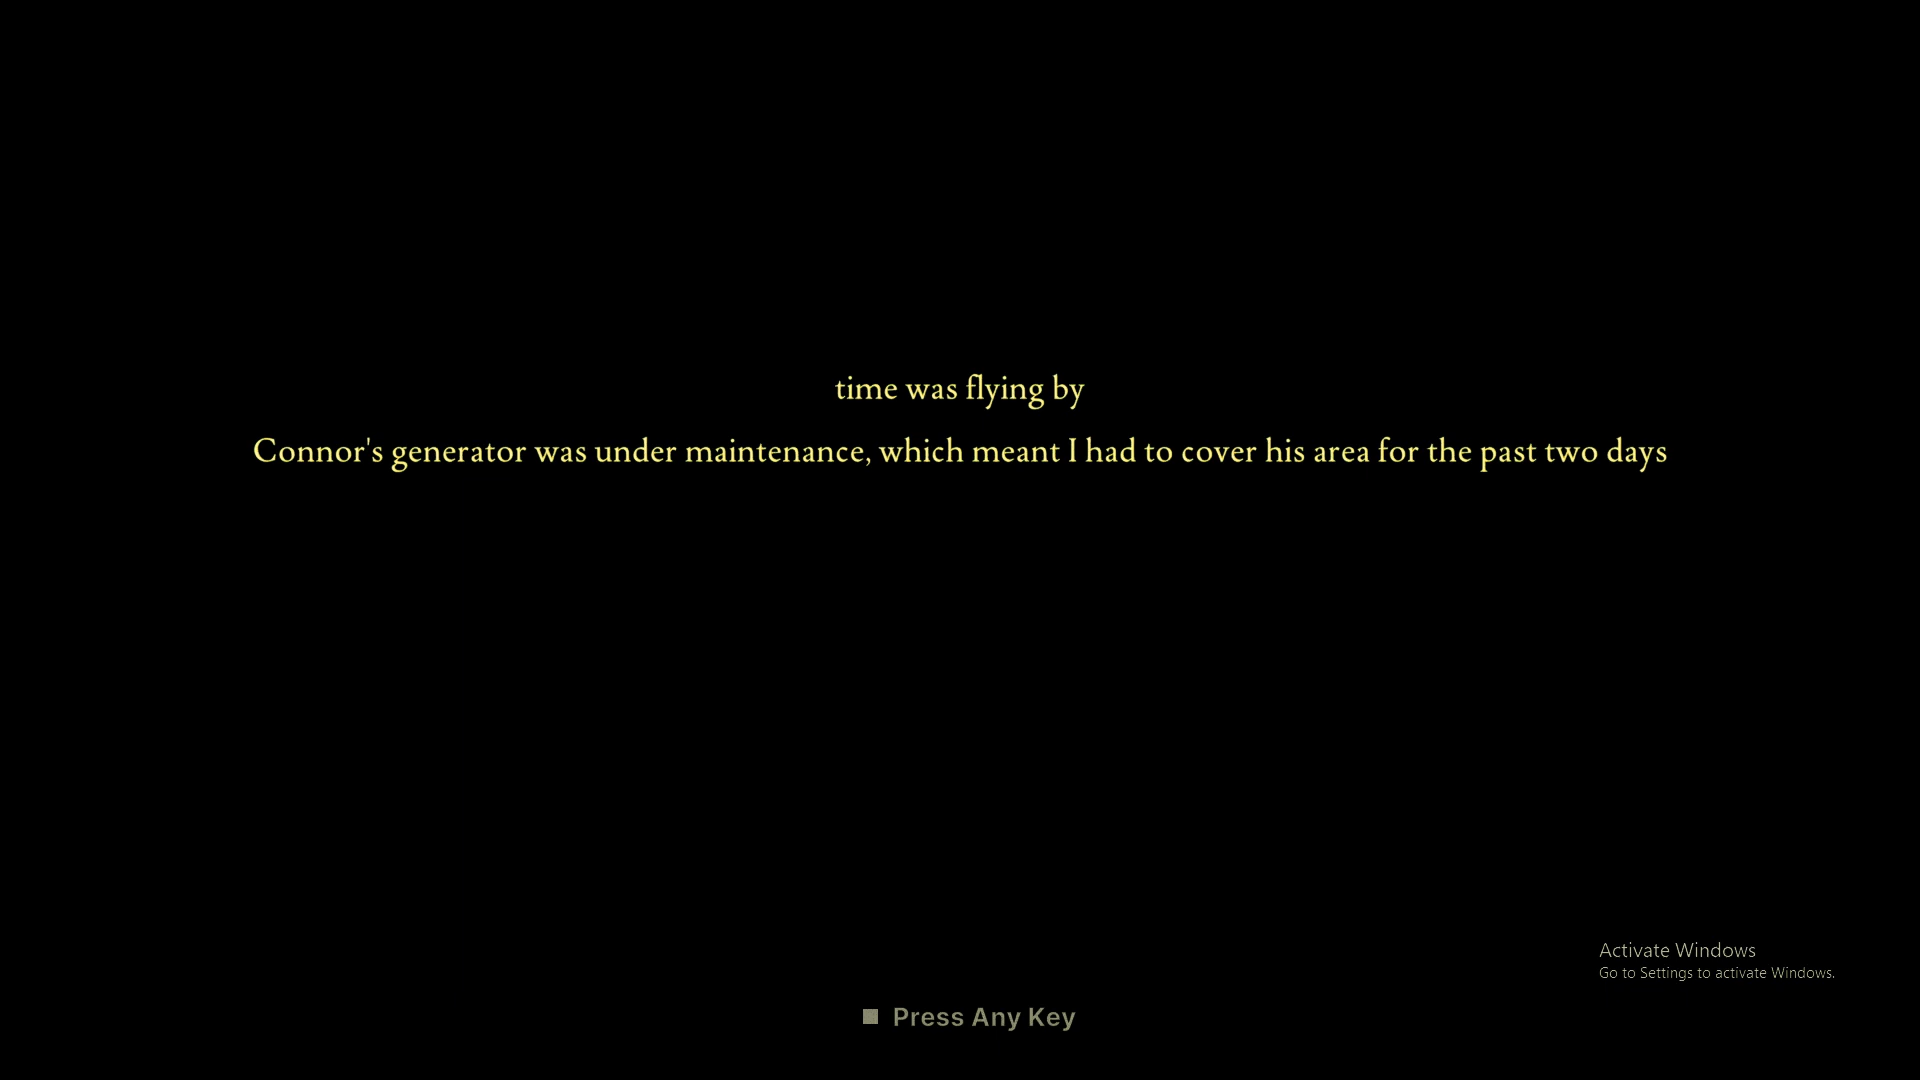 time was flying by
Connor's generator was under maintenance, which meant I had to cover his area for the past two days
Activate Windows
Go to Settings to activate Windows.
Press Any Key